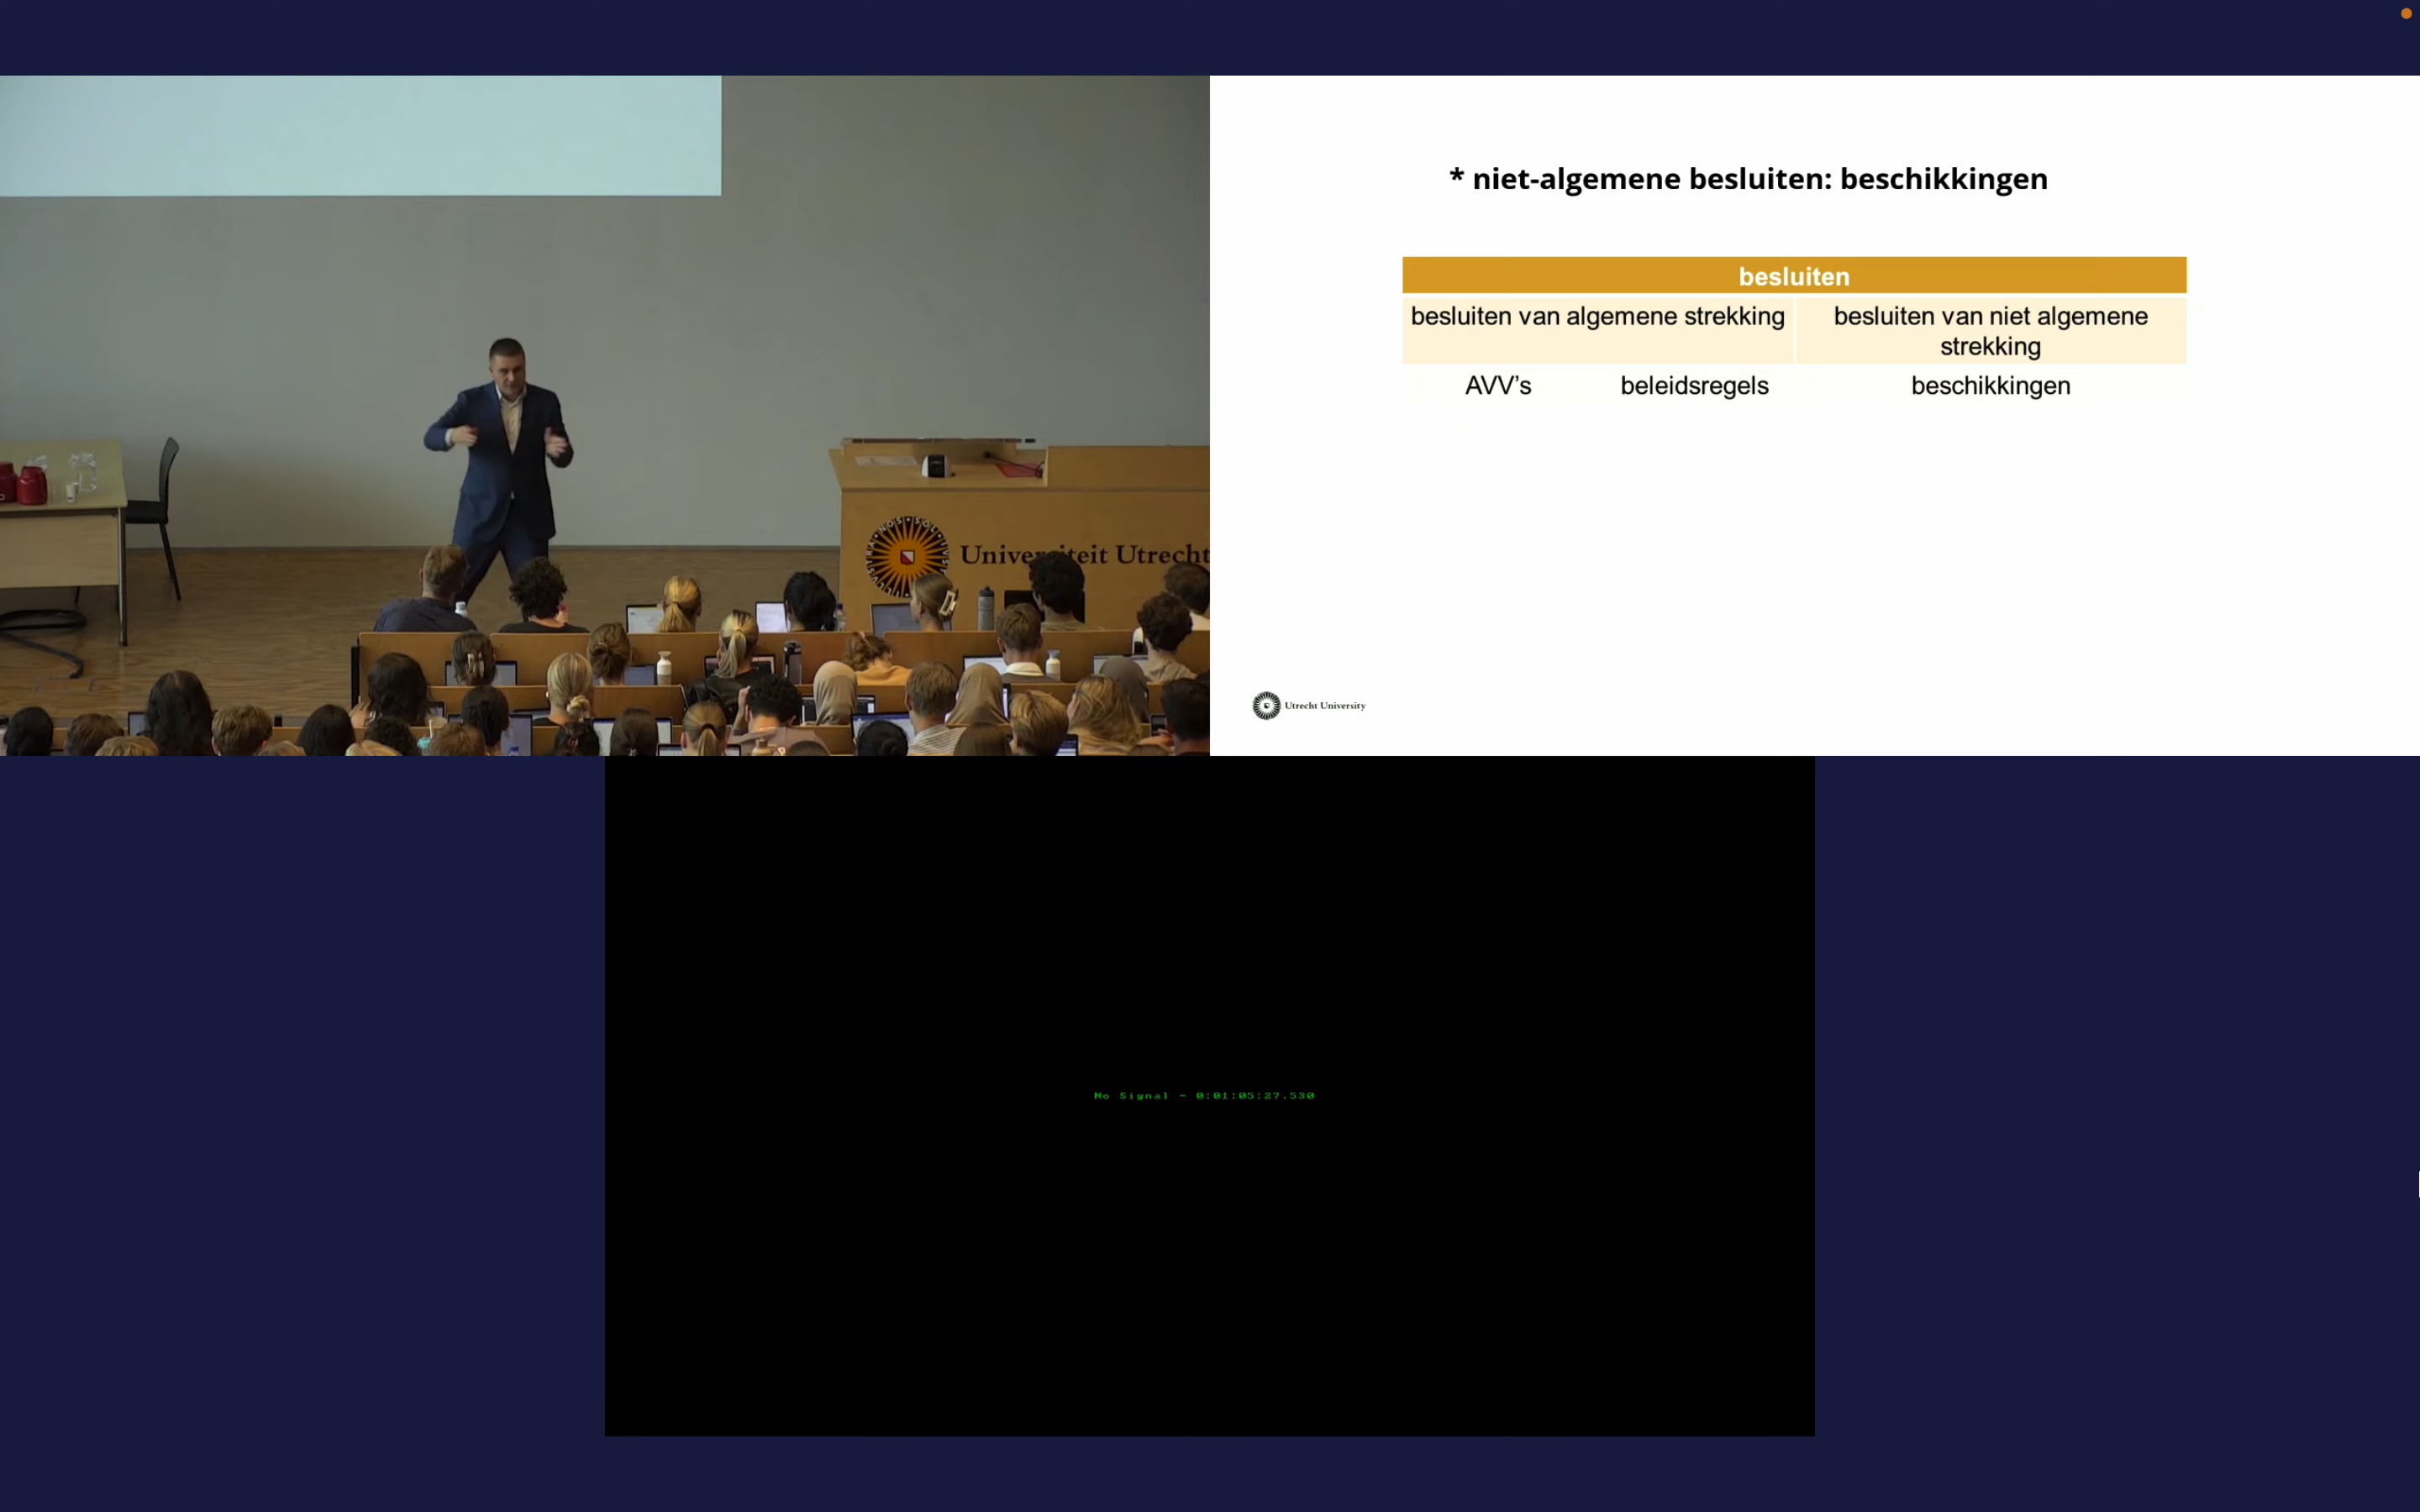 * niet-algemene besluiten: beschikkingen
besluiten
besluiten van algemene strekking
besluiten van niet algemene
strekking
AVV's
beleidsregels
beschikkingen
Utrecht University
Universiteit Utrecht
No Signal - 0:01:05:27.530